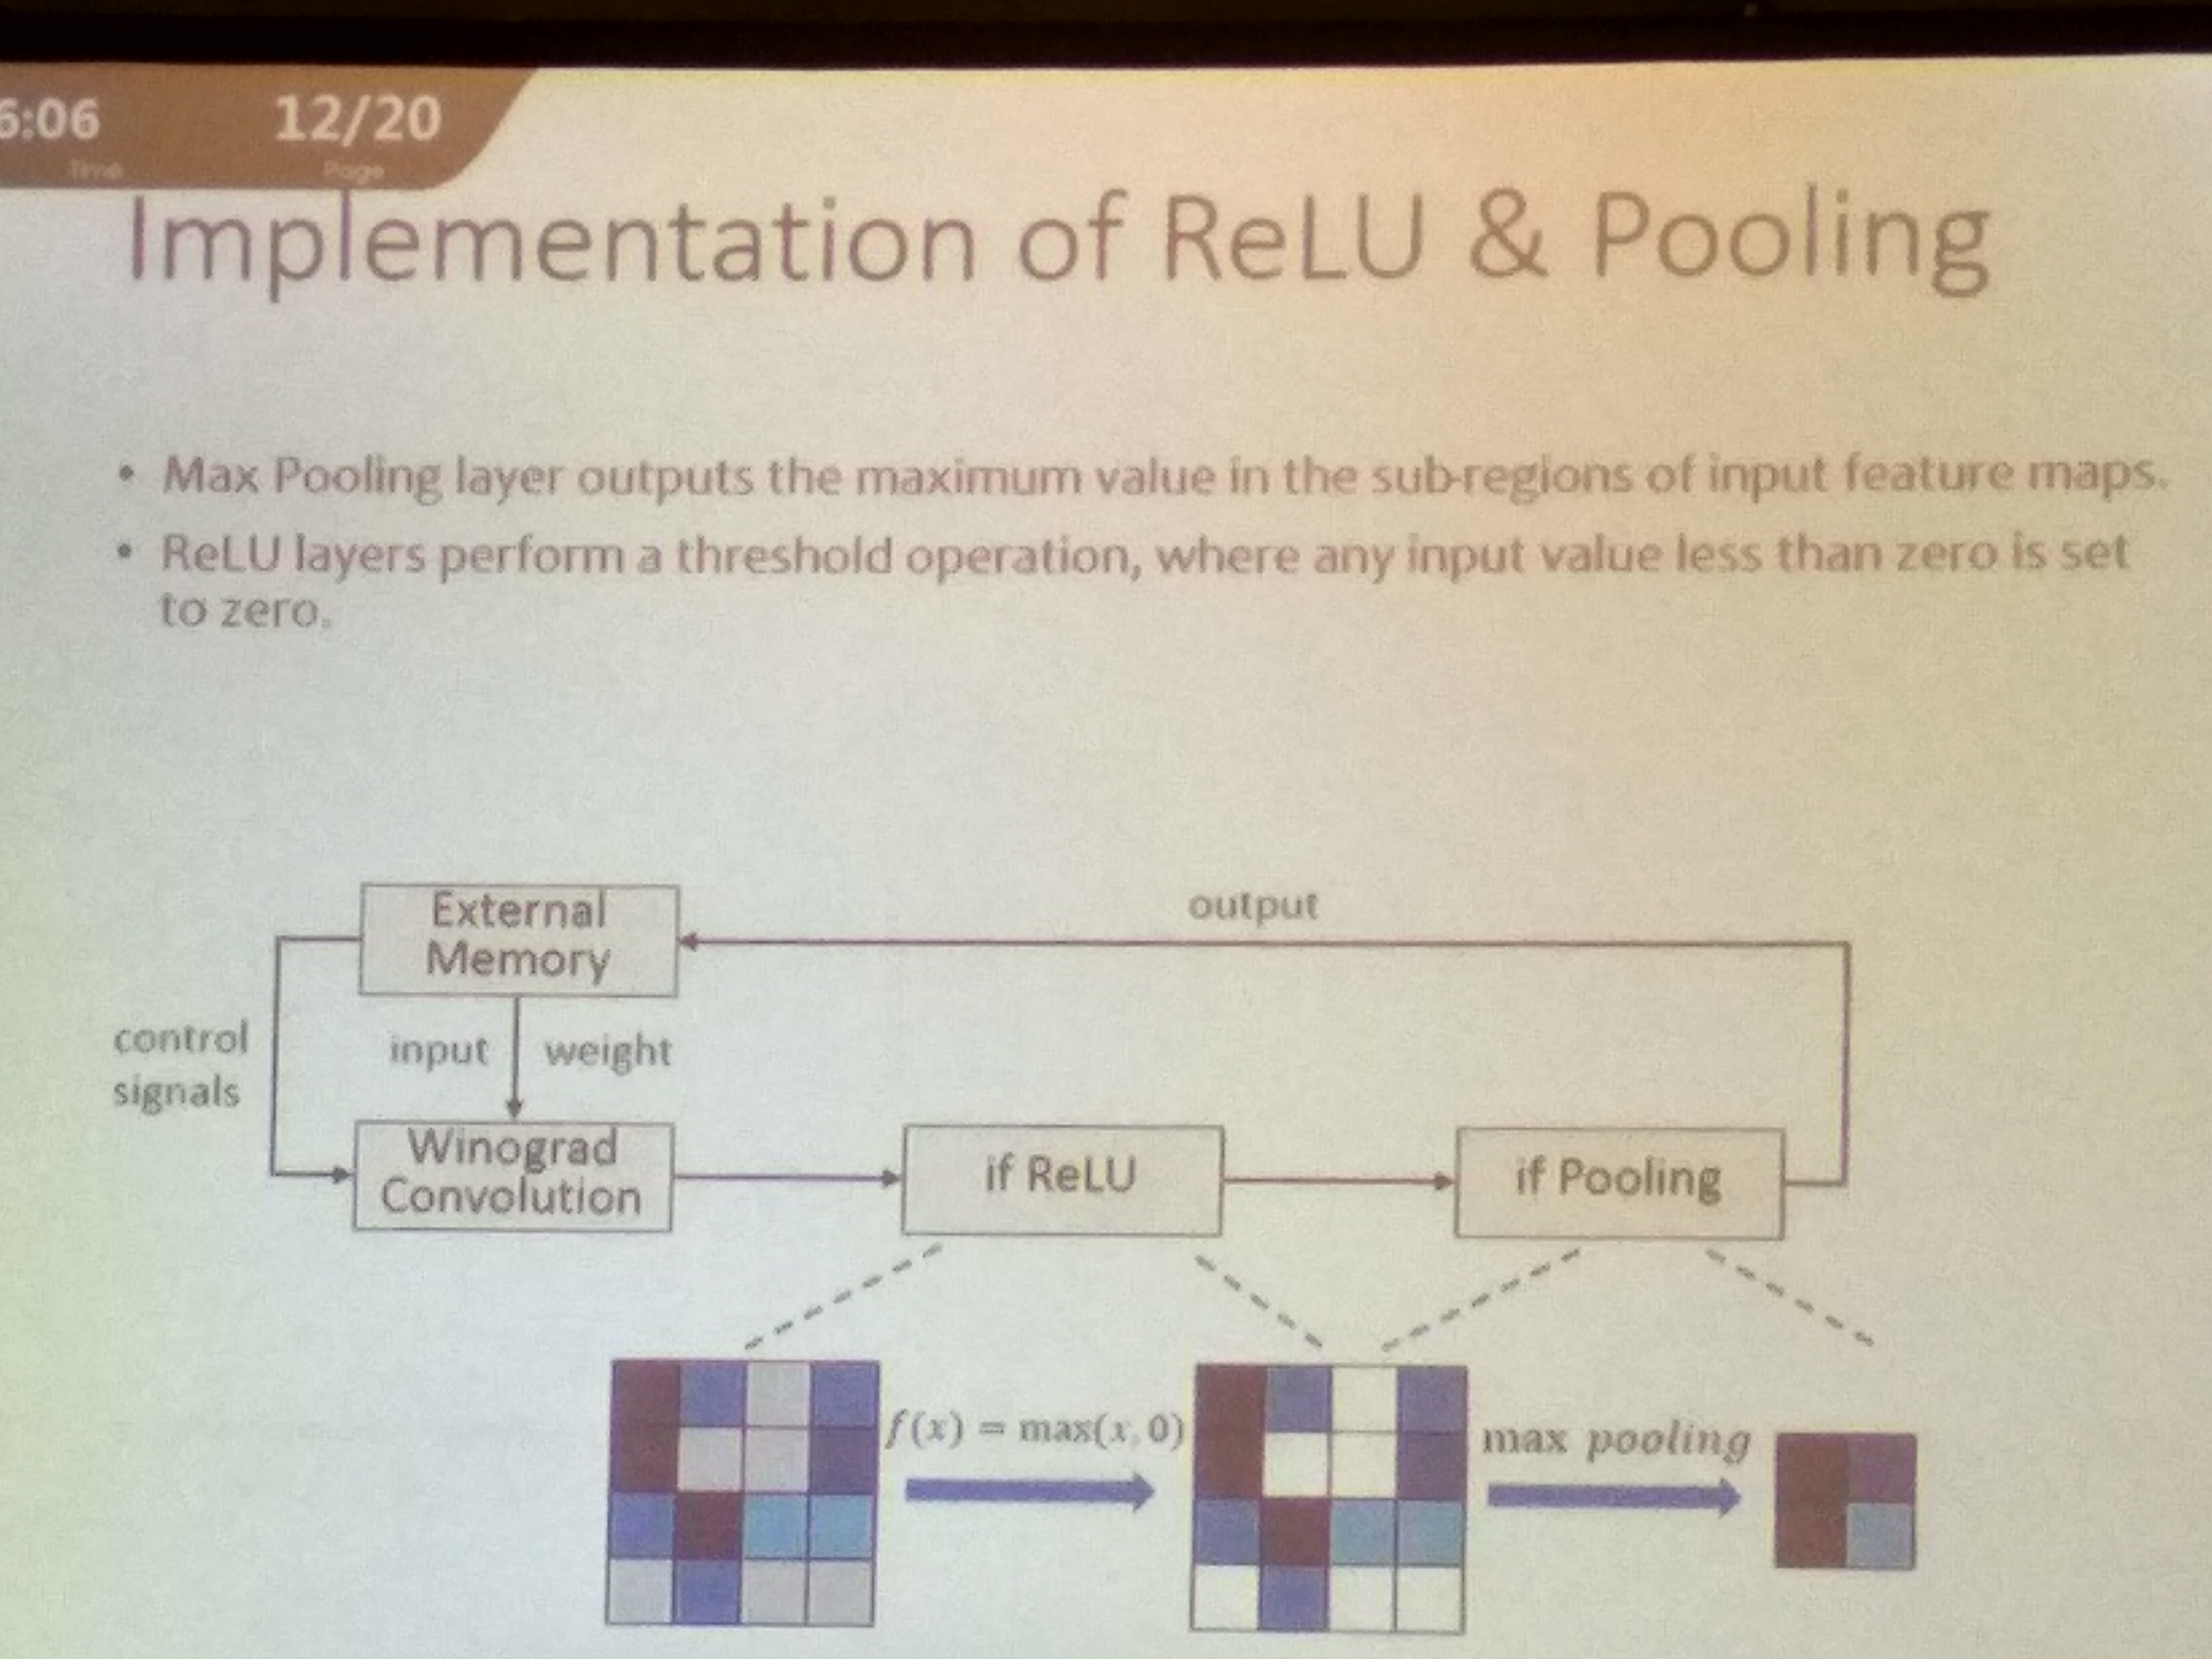 6:06
12/20
Time
Page
Implementation of ReLU & Pooling
• Max Pooling layer outputs the maximum value in the sub-regions of input feature maps.
• ReLU layers perform a threshold operation, where any input value less than zero is set
to zero.
External
Memory
output
control
signals
input
weight
Winograd
Convolution
if ReLU
if Pooling
f(x) = max(x, 0)
max pooling